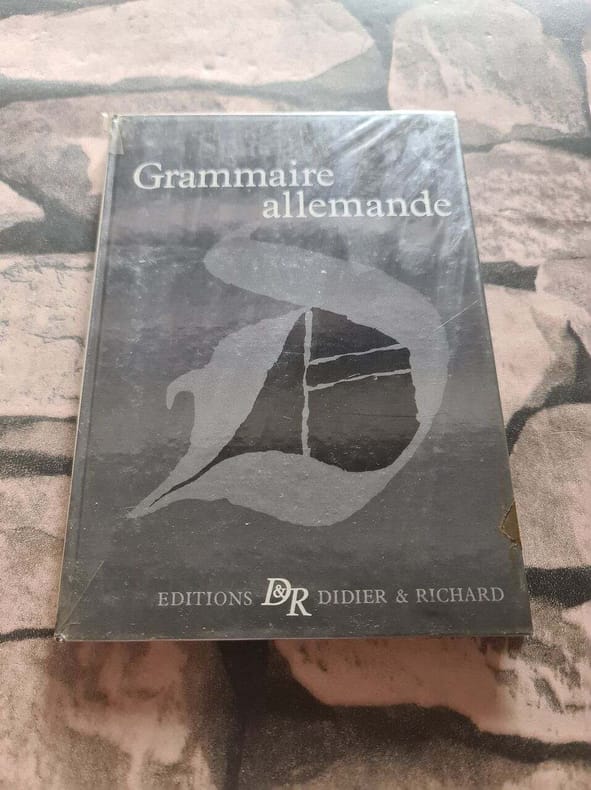 Grammaire
allemande
EDITIONS D&R DIDIER & RICHARD